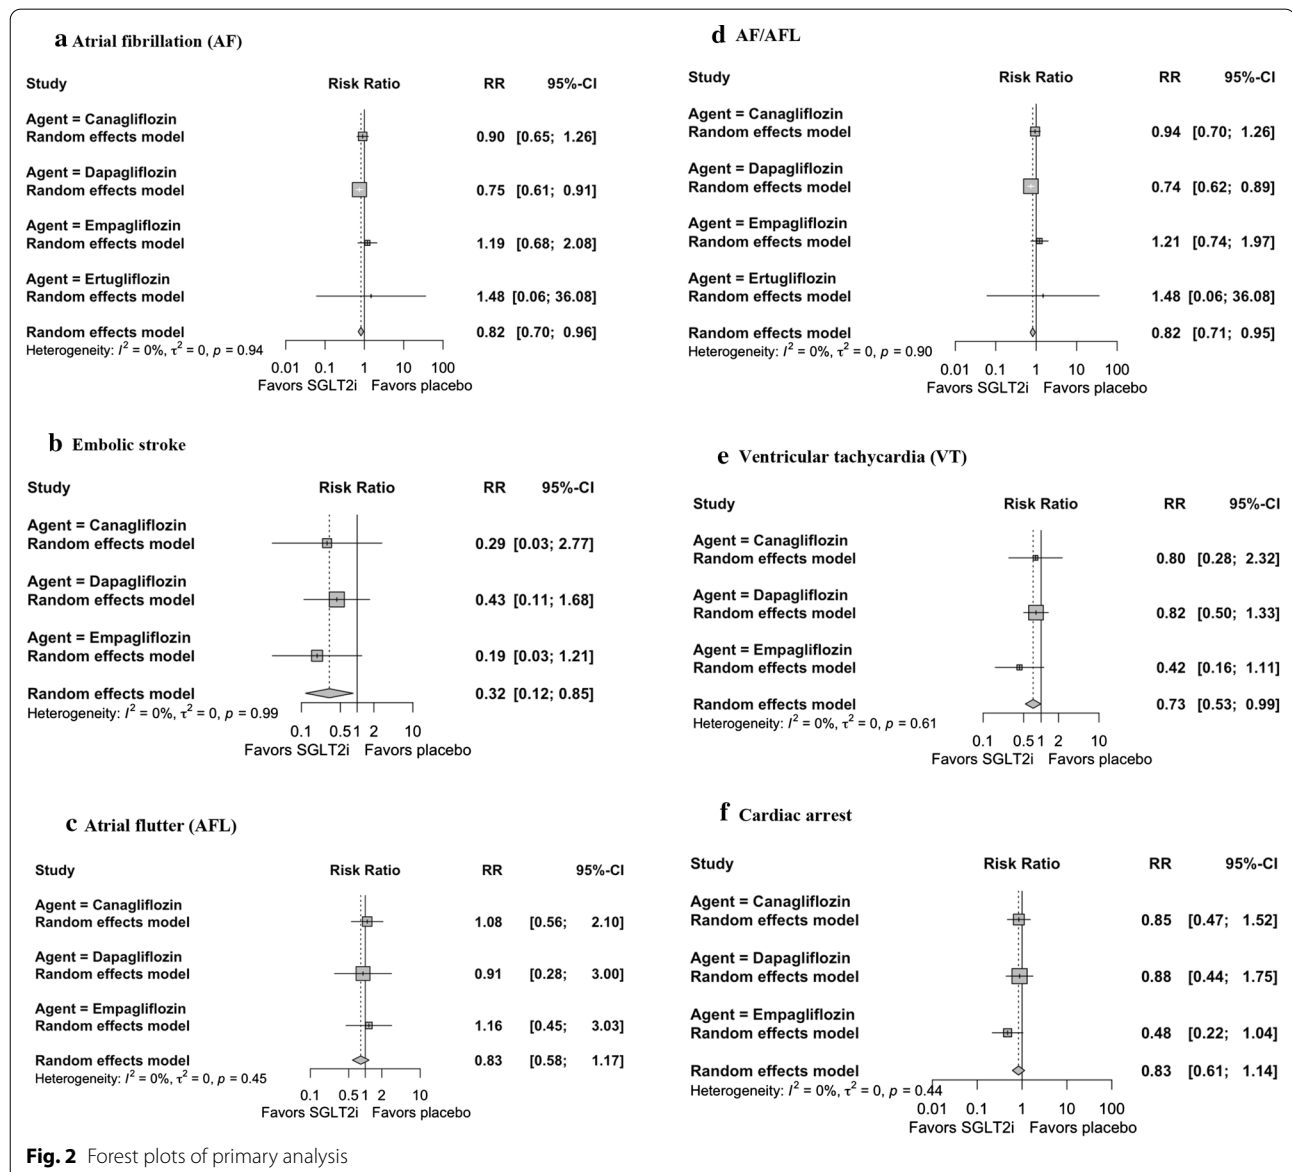 a Atrial fibrillation (AF)
Study Risk Ratio RR 95%-CI
Agent = Canagliflozin
Random effects model 0.90 [0.65; 1.26]
Agent = Dapagliflozin
Random effects model 0.75 [0.61; 0.91]
Agent = Empagliflozin
Random effects model 1.19 [0.68; 2.08]
Agent = Ertugliflozin
Random effects model 1.48 [0.06; 36.08]
Random effects model 0.82 [0.70; 0.96]
Heterogeneity: I² = 0%, τ² = 0, p = 0.94
0.01 0.1 1 10 100
Favors SGLT2i Favors placebo
b Embolic stroke
Study Risk Ratio RR 95%-CI
Agent = Canagliflozin
Random effects model 0.29 [0.03; 2.77]
Agent = Dapagliflozin
Random effects model 0.43 [0.11; 1.68]
Agent = Empagliflozin
Random effects model 0.19 [0.03; 1.21]
Random effects model 0.32 [0.12; 0.85]
Heterogeneity: I² = 0%, τ² = 0, p = 0.99
0.1 0.5 1 2 10
Favors SGLT2i Favors placebo
c Atrial flutter (AFL)
Study Risk Ratio RR 95%-CI
Agent = Canagliflozin
Random effects model 1.08 [0.56; 2.10]
Agent = Dapagliflozin
Random effects model 0.91 [0.28; 3.00]
Agent = Empagliflozin
Random effects model 1.16 [0.45; 3.03]
Random effects model 0.83 [0.58; 1.17]
Heterogeneity: I² = 0%, τ² = 0, p = 0.45
0.1 0.5 1 2 10
Favors SGLT2i Favors placebo
d AF/AFL
Study Risk Ratio RR 95%-CI
Agent = Canagliflozin
Random effects model 0.94 [0.70; 1.26]
Agent = Dapagliflozin
Random effects model 0.74 [0.62; 0.89]
Agent = Empagliflozin
Random effects model 1.21 [0.74; 1.97]
Agent = Ertugliflozin
Random effects model 1.48 [0.06; 36.08]
Random effects model 0.82 [0.71; 0.95]
Heterogeneity: I² = 0%, τ² = 0, p = 0.90
0.01 0.1 1 10 100
Favors SGLT2i Favors placebo
e Ventricular tachycardia (VT)
Study Risk Ratio RR 95%-CI
Agent = Canagliflozin
Random effects model 0.80 [0.28; 2.32]
Agent = Dapagliflozin
Random effects model 0.82 [0.50; 1.33]
Agent = Empagliflozin
Random effects model 0.42 [0.16; 1.11]
Random effects model 0.73 [0.53; 0.99]
Heterogeneity: I² = 0%, τ² = 0, p = 0.61
0.1 0.5 1 2 10
Favors SGLT2i Favors placebo
f Cardiac arrest
Study Risk Ratio RR 95%-CI
Agent = Canagliflozin
Random effects model 0.85 [0.47; 1.52]
Agent = Dapagliflozin
Random effects model 0.88 [0.44; 1.75]
Agent = Empagliflozin
Random effects model 0.48 [0.22; 1.04]
Random effects model 0.83 [0.61; 1.14]
Heterogeneity: I² = 0%, τ² = 0, p = 0.44
0.01 0.1 1 10 100
Favors SGLT2i Favors placebo
Fig. 2 Forest plots of primary analysis